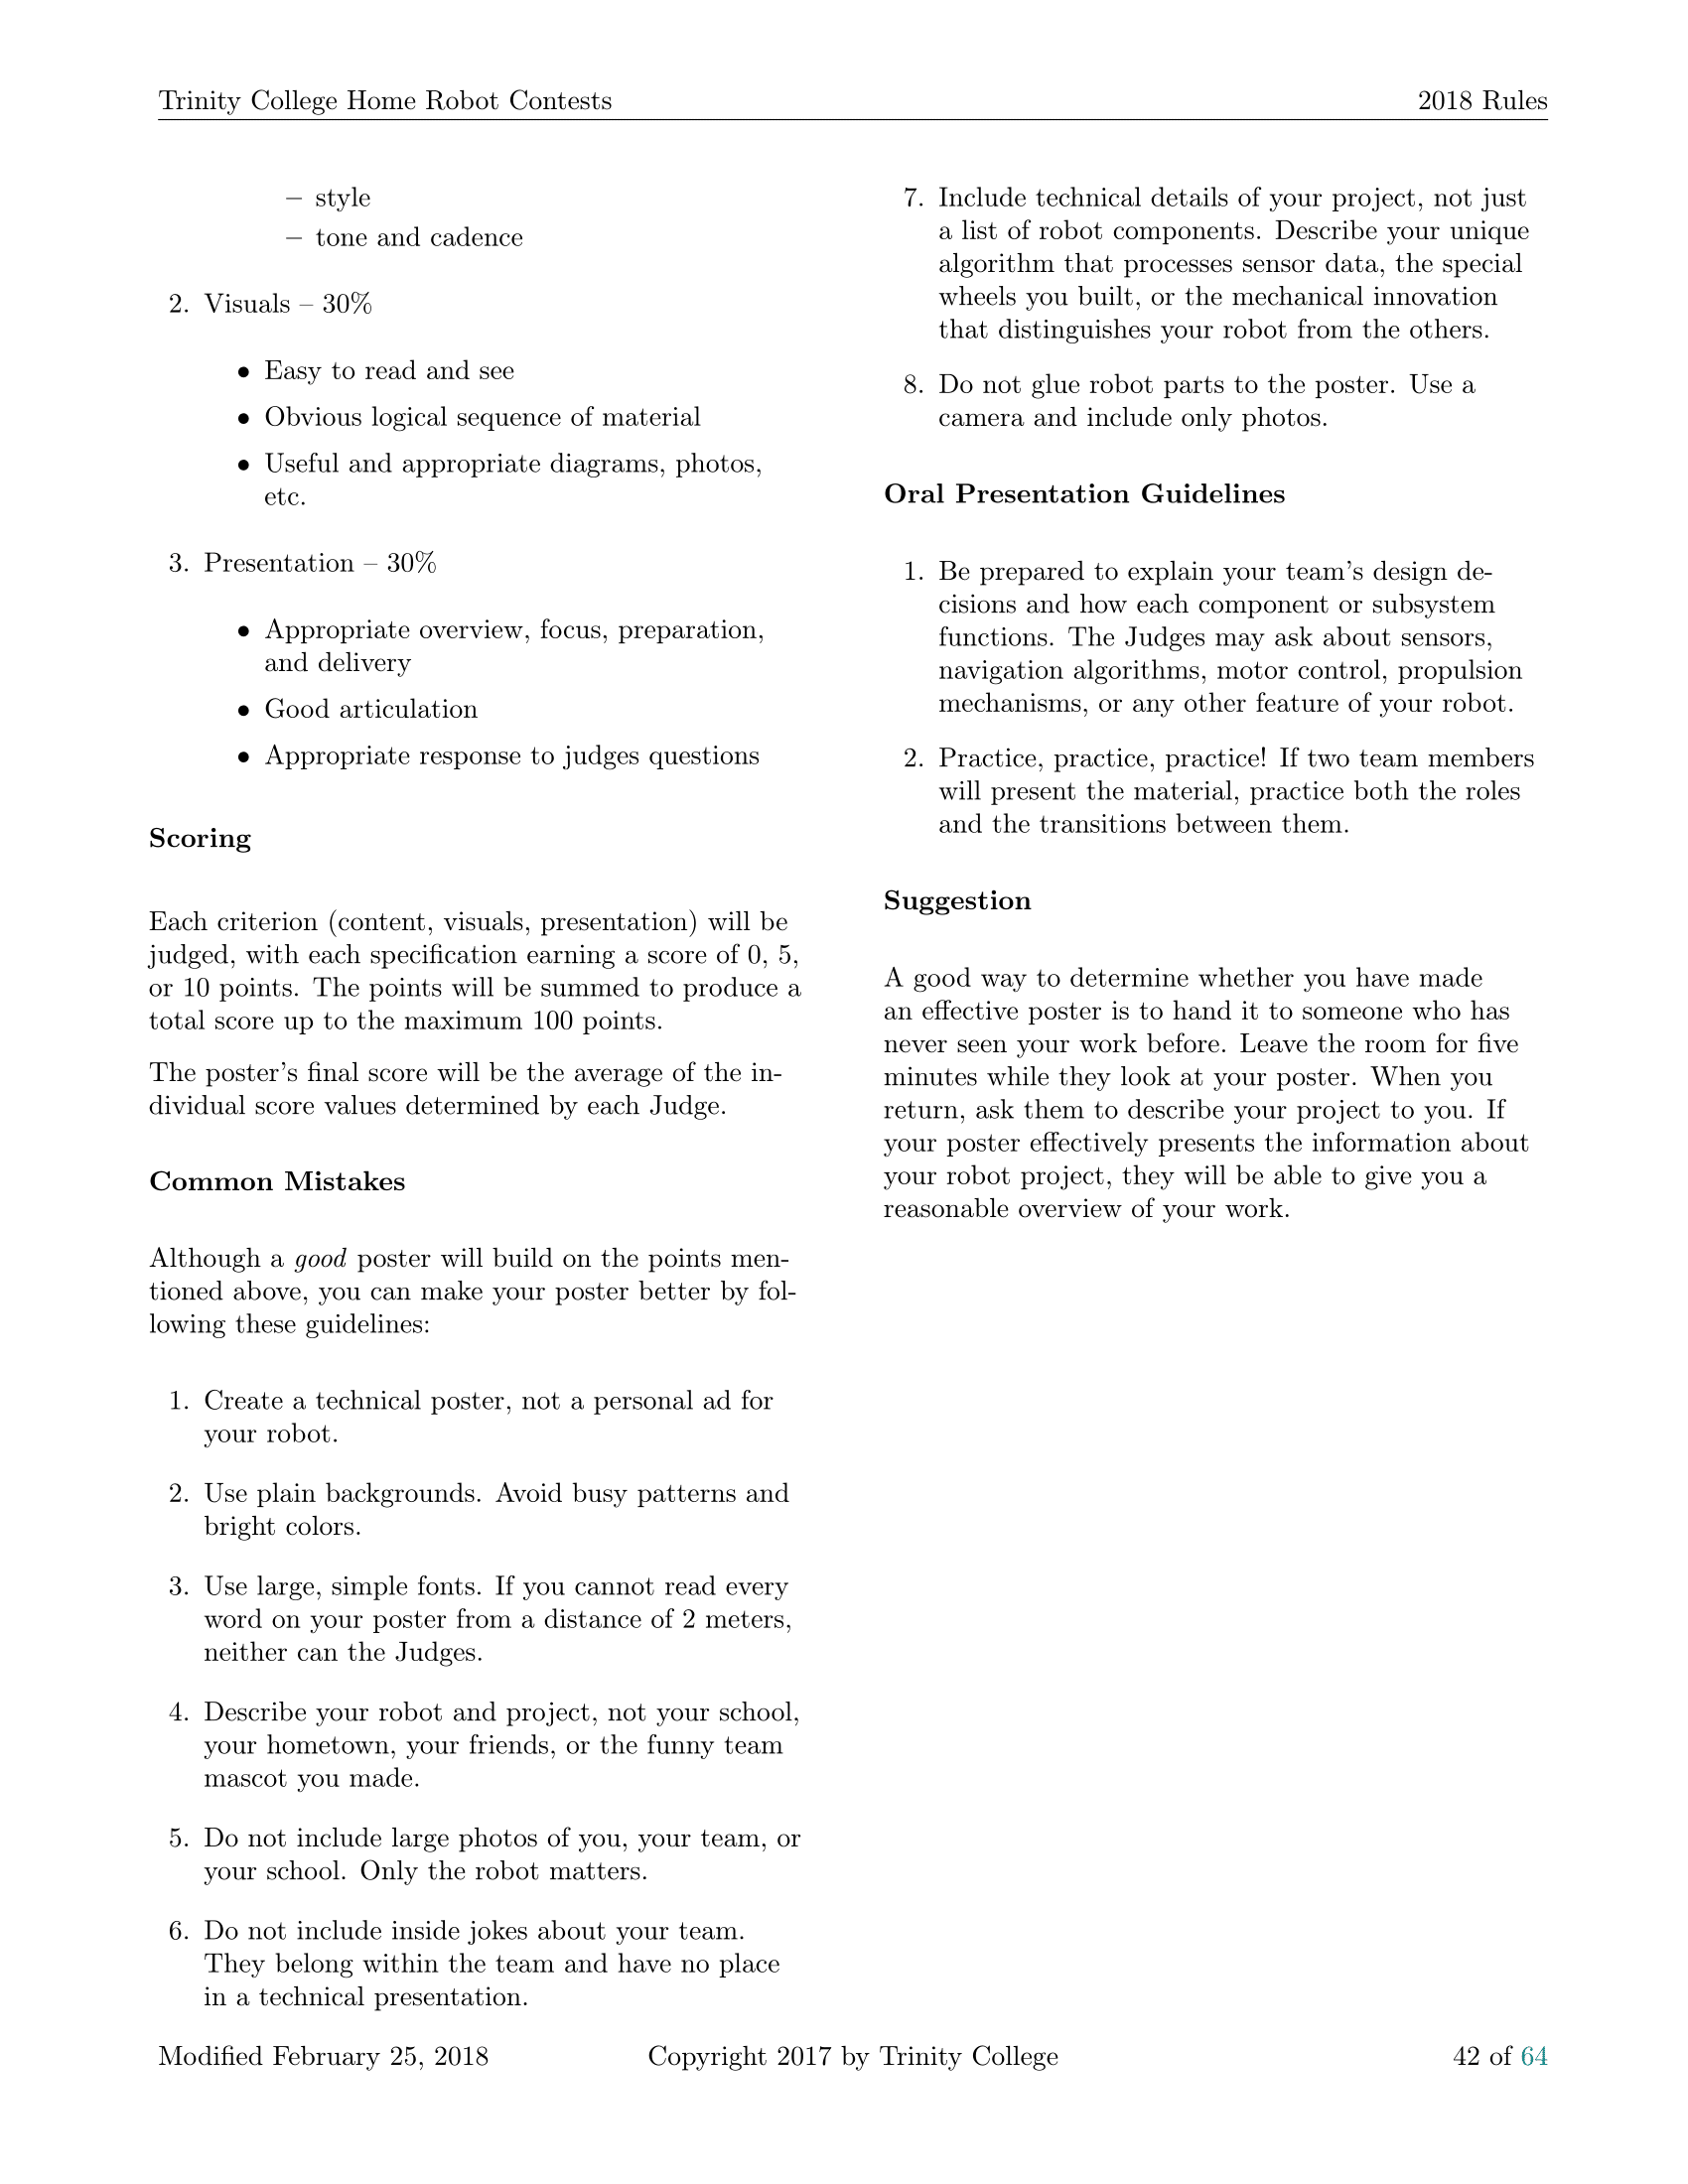 Trinity College Home Robot Contests 2018 Rules
– style
– tone and cadence
2. Visuals – 30%
• Easy to read and see
• Obvious logical sequence of material
• Useful and appropriate diagrams, photos,
etc.
3. Presentation – 30%
• Appropriate overview, focus, preparation,
and delivery
• Good articulation
• Appropriate response to judges questions
Scoring
Each criterion (content, visuals, presentation) will be
judged, with each specification earning a score of 0, 5,
or 10 points. The points will be summed to produce a
total score up to the maximum 100 points.
The poster's final score will be the average of the in-
dividual score values determined by each Judge.
Common Mistakes
Although a good poster will build on the points men-
tioned above, you can make your poster better by fol-
lowing these guidelines:
1. Create a technical poster, not a personal ad for
your robot.
2. Use plain backgrounds. Avoid busy patterns and
bright colors.
3. Use large, simple fonts. If you cannot read every
word on your poster from a distance of 2 meters,
neither can the Judges.
4. Describe your robot and project, not your school,
your hometown, your friends, or the funny team
mascot you made.
5. Do not include large photos of you, your team, or
your school. Only the robot matters.
6. Do not include inside jokes about your team.
They belong within the team and have no place
in a technical presentation.
7. Include technical details of your project, not just
a list of robot components. Describe your unique
algorithm that processes sensor data, the special
wheels you built, or the mechanical innovation
that distinguishes your robot from the others.
8. Do not glue robot parts to the poster. Use a
camera and include only photos.
Oral Presentation Guidelines
1. Be prepared to explain your team's design de-
cisions and how each component or subsystem
functions. The Judges may ask about sensors,
navigation algorithms, motor control, propulsion
mechanisms, or any other feature of your robot.
2. Practice, practice, practice! If two team members
will present the material, practice both the roles
and the transitions between them.
Suggestion
A good way to determine whether you have made
an effective poster is to hand it to someone who has
never seen your work before. Leave the room for five
minutes while they look at your poster. When you
return, ask them to describe your project to you. If
your poster effectively presents the information about
your robot project, they will be able to give you a
reasonable overview of your work.
Modified February 25, 2018 Copyright 2017 by Trinity College 42 of 64